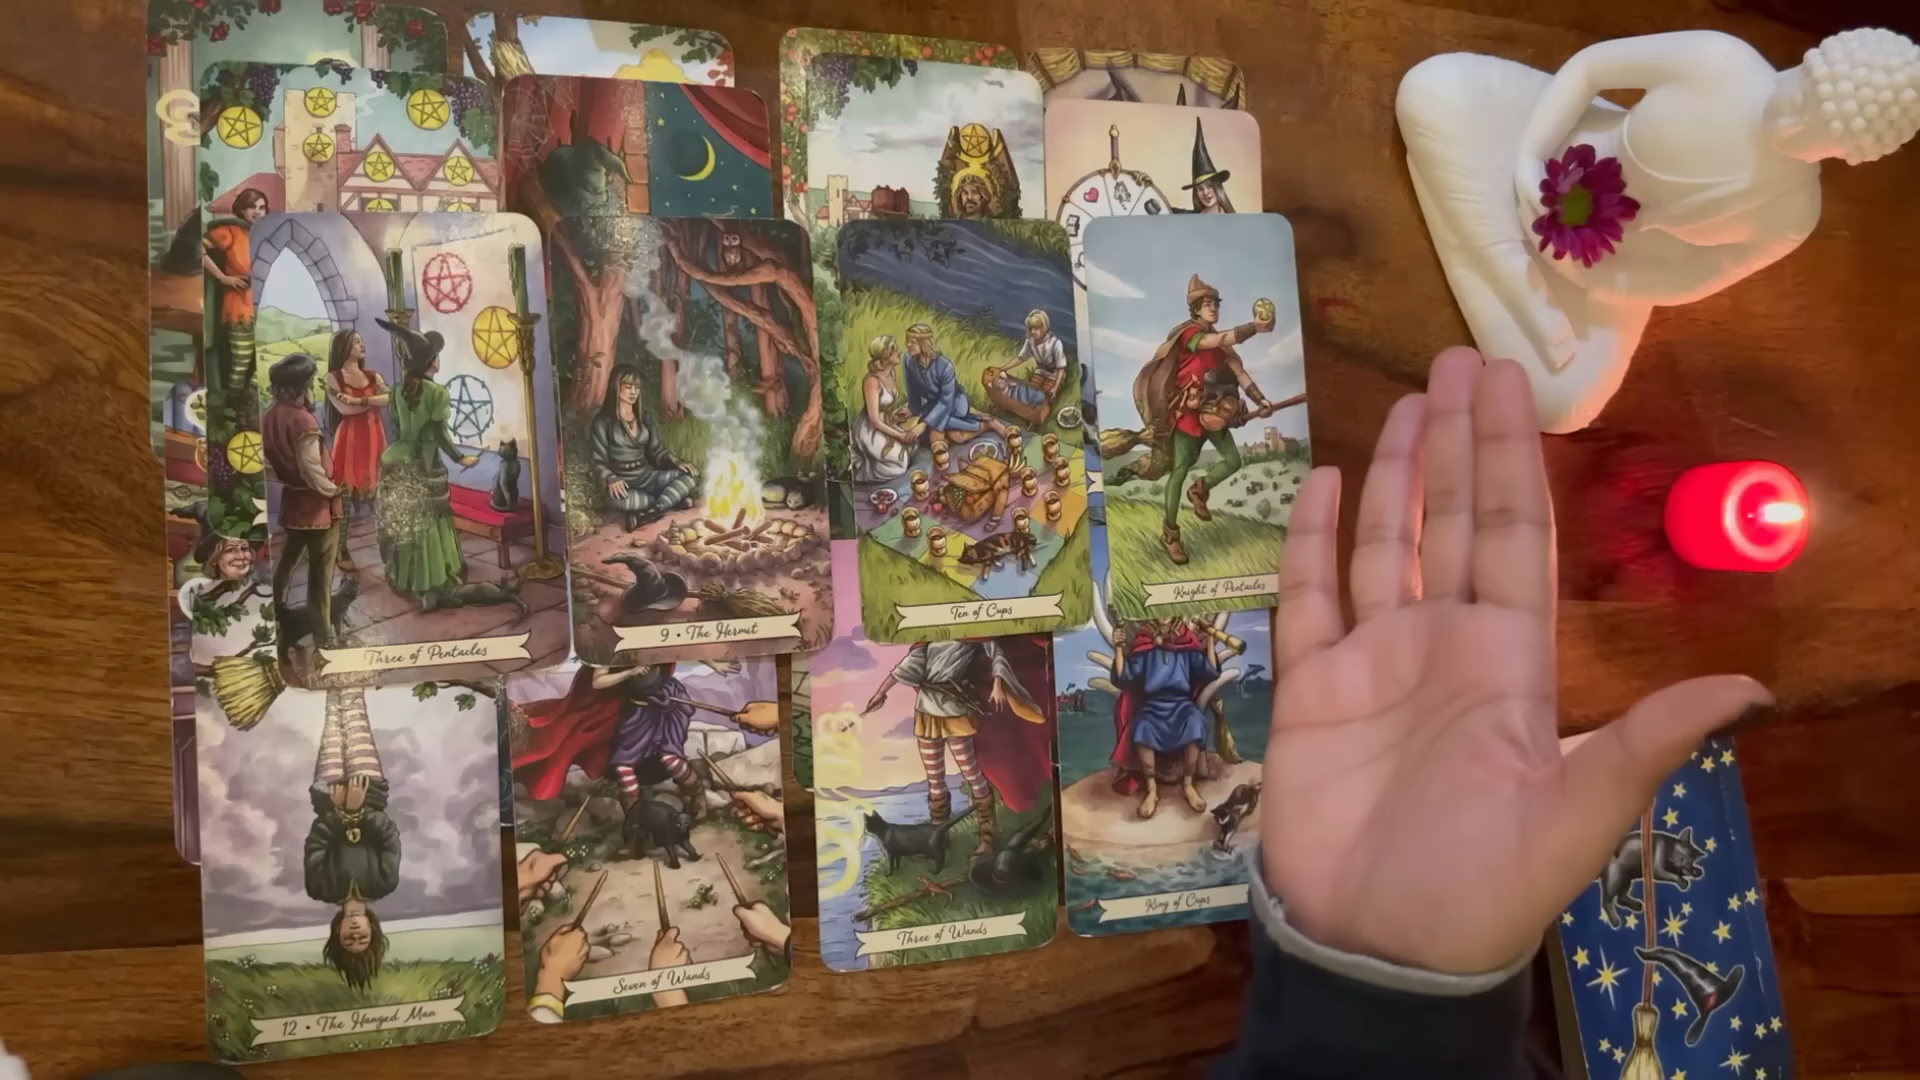 Three of Pentacles
9 • The Hermit
Ten of Cups
Knight of Pentacles
12 • The Hanged Man
Seven of Wands
Three of Wands
King of Cups